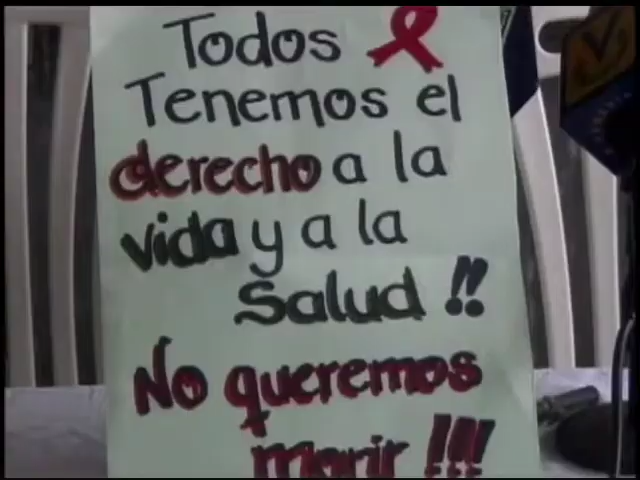 Todos
Tenemos el
derecho a la
vida y a la
salud !!
No queremos
morir !!!